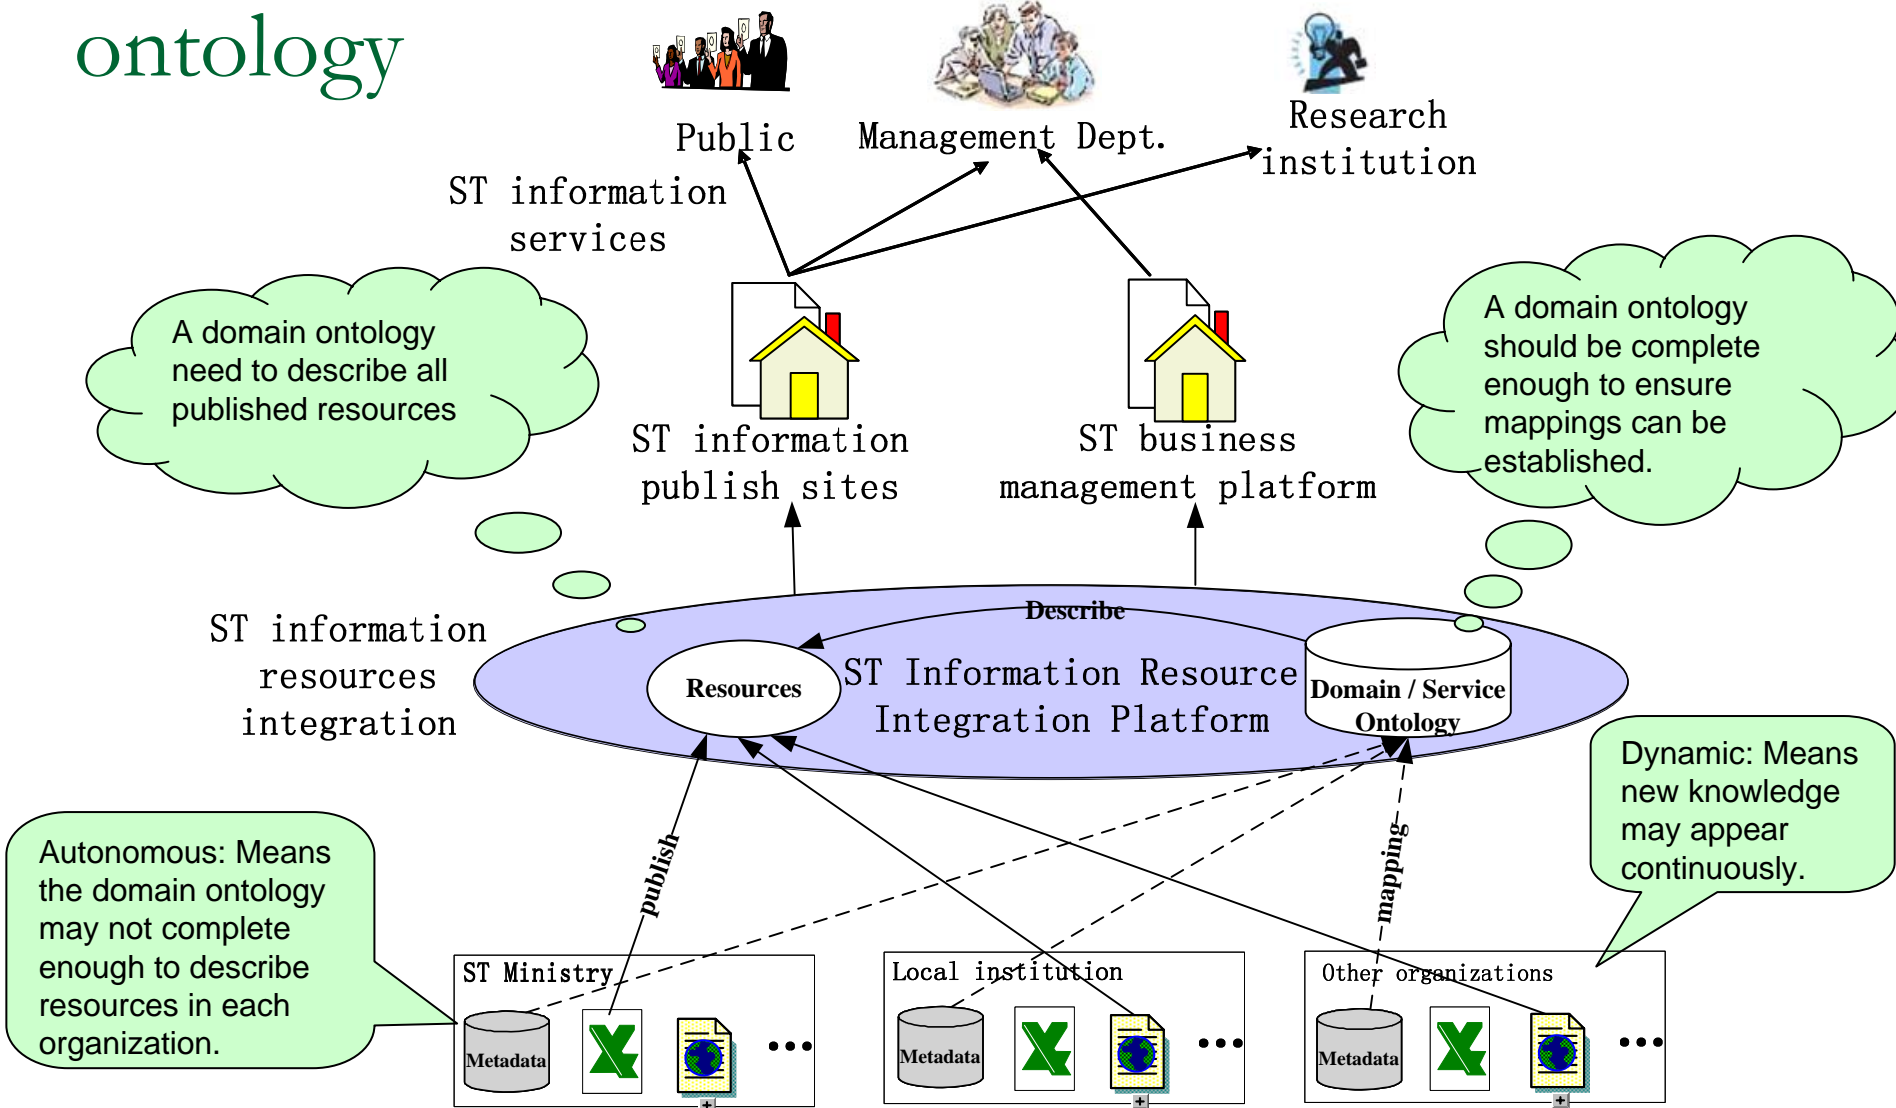 ontology
Public
Management Dept.
Research
institution
ST information
services
A domain ontology
need to describe all
published resources
A domain ontology
should be complete
enough to ensure
mappings can be
established.
ST information
publish sites
ST business
management platform
ST information
resources
integration
Describe
Resources
ST Information Resource
Integration Platform
Domain / Service
Ontology
Dynamic: Means
new knowledge
may appear
continuously.
Autonomous: Means
the domain ontology
may not complete
enough to describe
resources in each
organization.
publish
mapping
ST Ministry
Metadata
Local institution
Metadata
Other organizations
Metadata